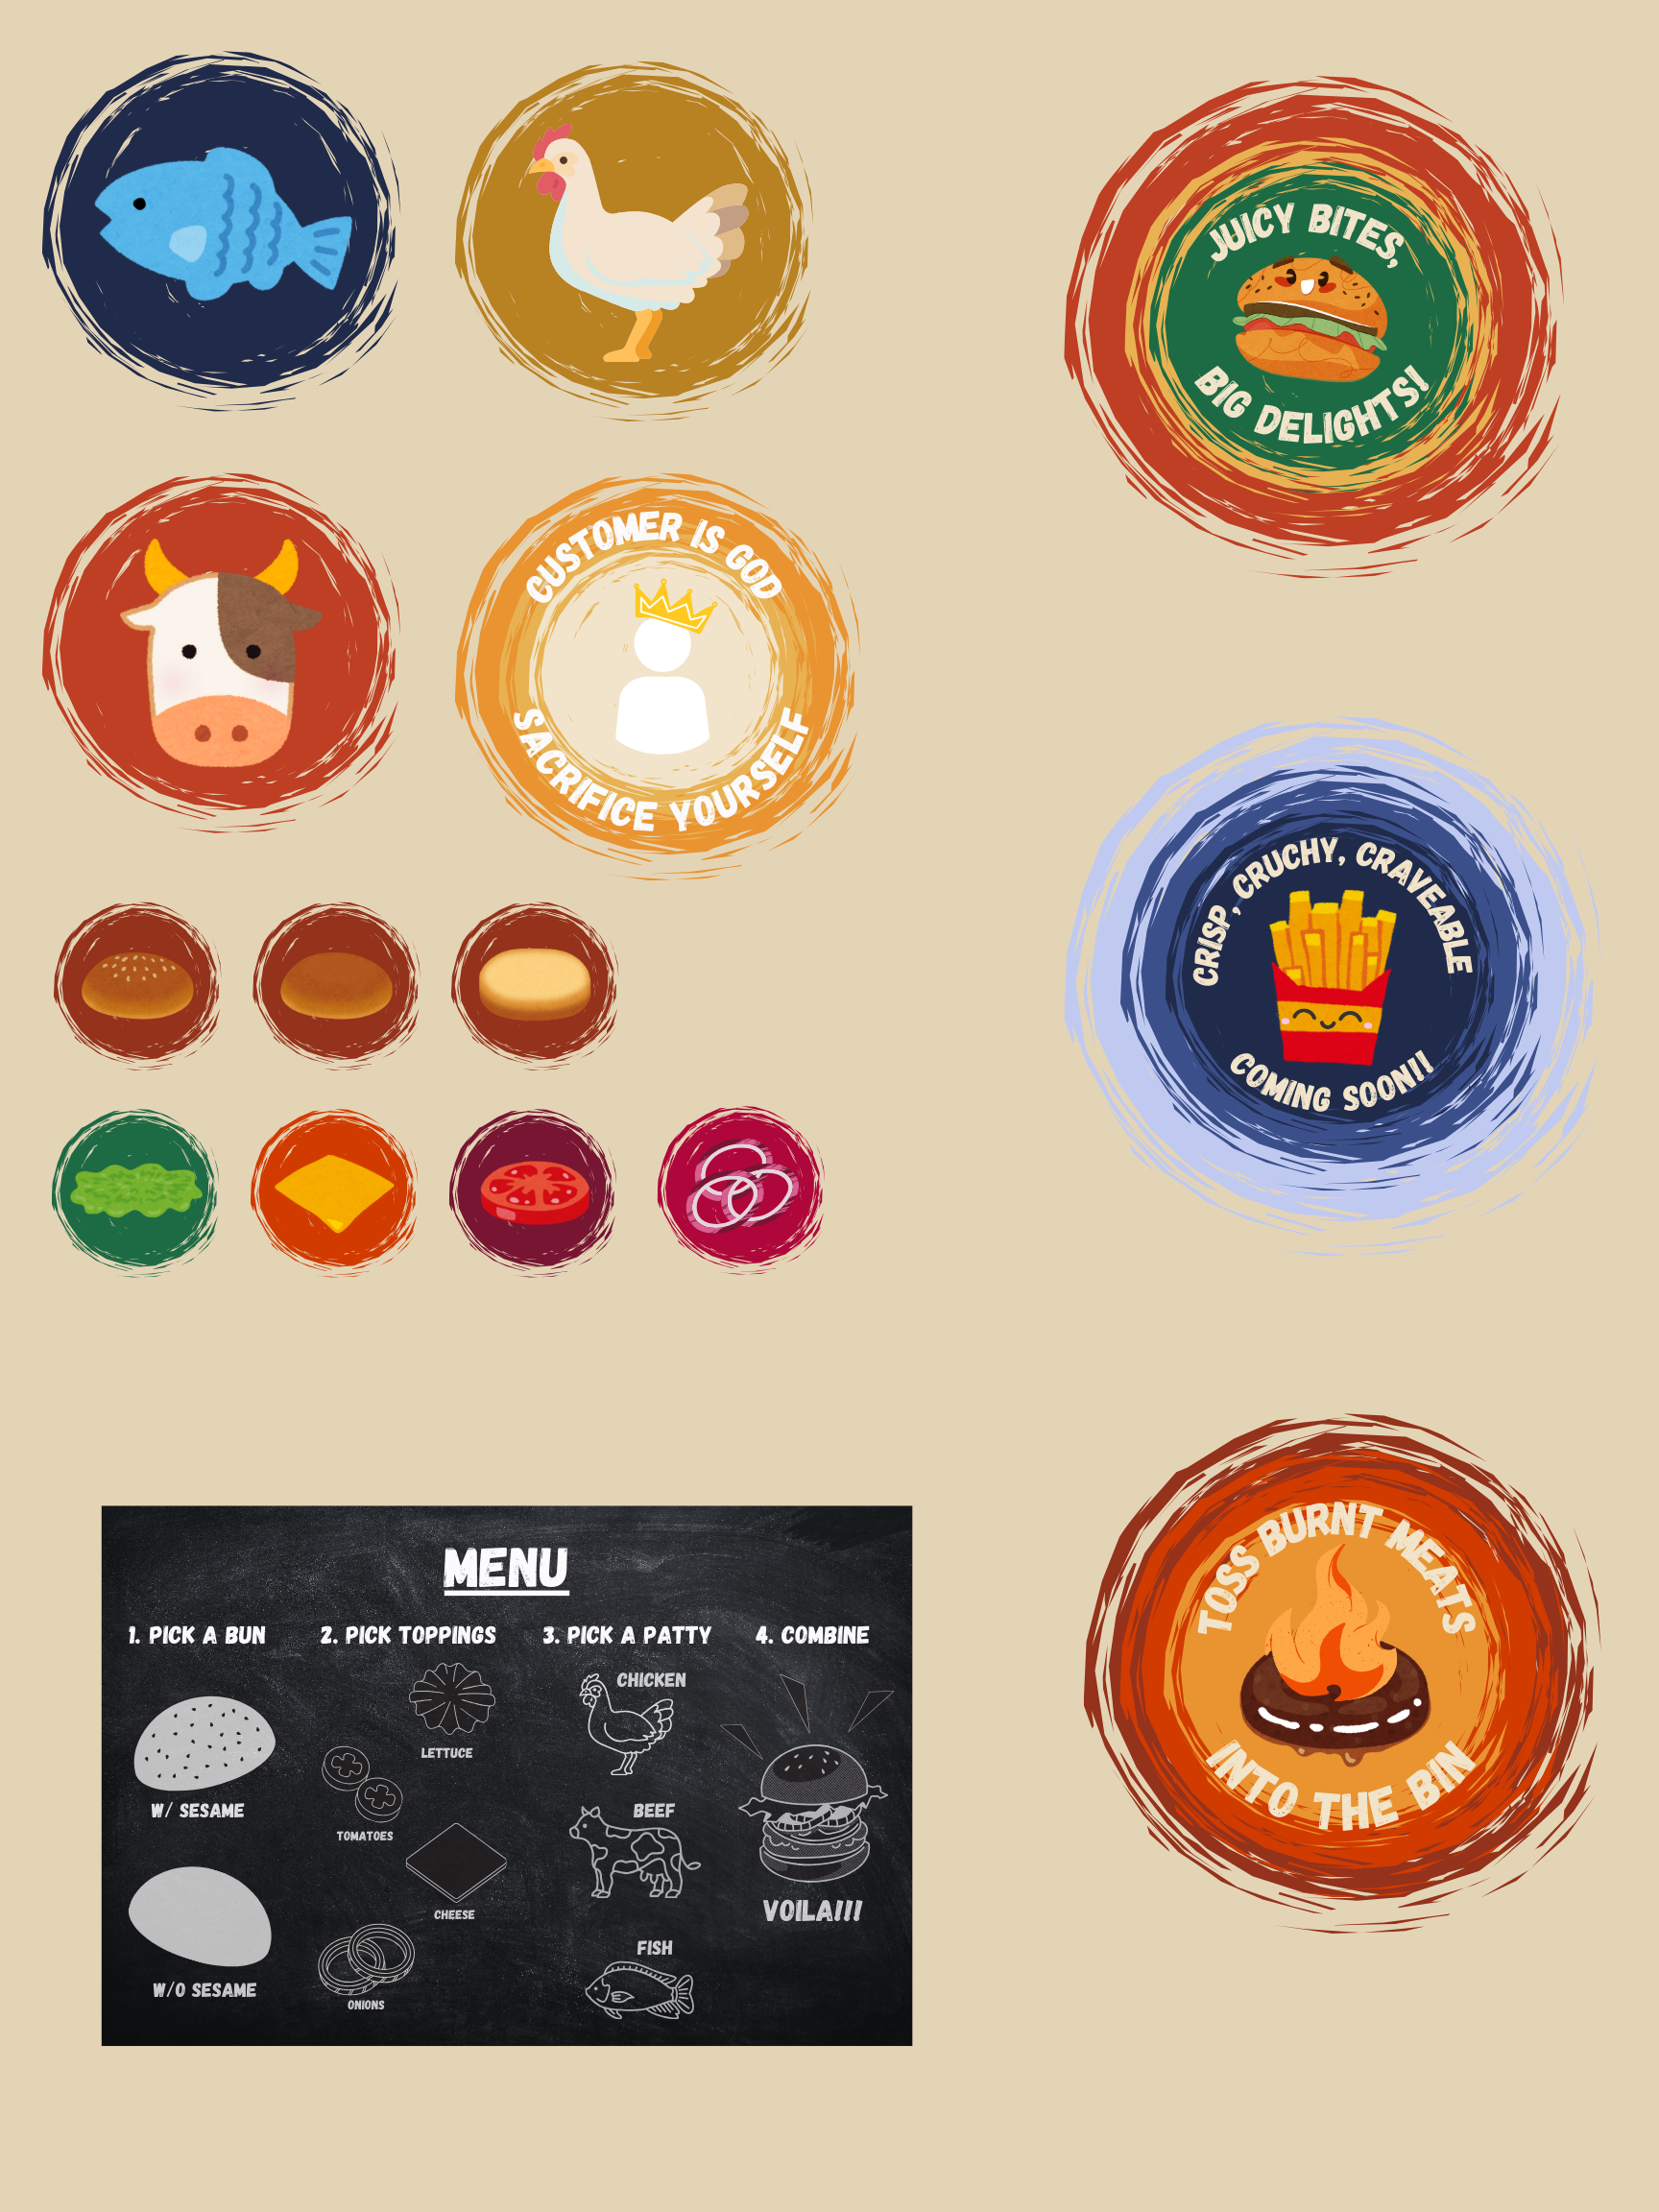 JUICY BITES,
BIG DELIGHTS!
CUSTOMER IS GOD
SACRIFICE YOURSELF
CRISP, CRUCHY, CRAVEABLE
COMING SOON!!
TOSS BURNT MEATS
INTO THE BIN
MENU
1. PICK A BUN
W/ SESAME
W/O SESAME
2. PICK TOPPINGS
LETTUCE
TOMATOES
CHEESE
ONIONS
3. PICK A PATTY
CHICKEN
BEEF
FISH
4. COMBINE
VOILA!!!